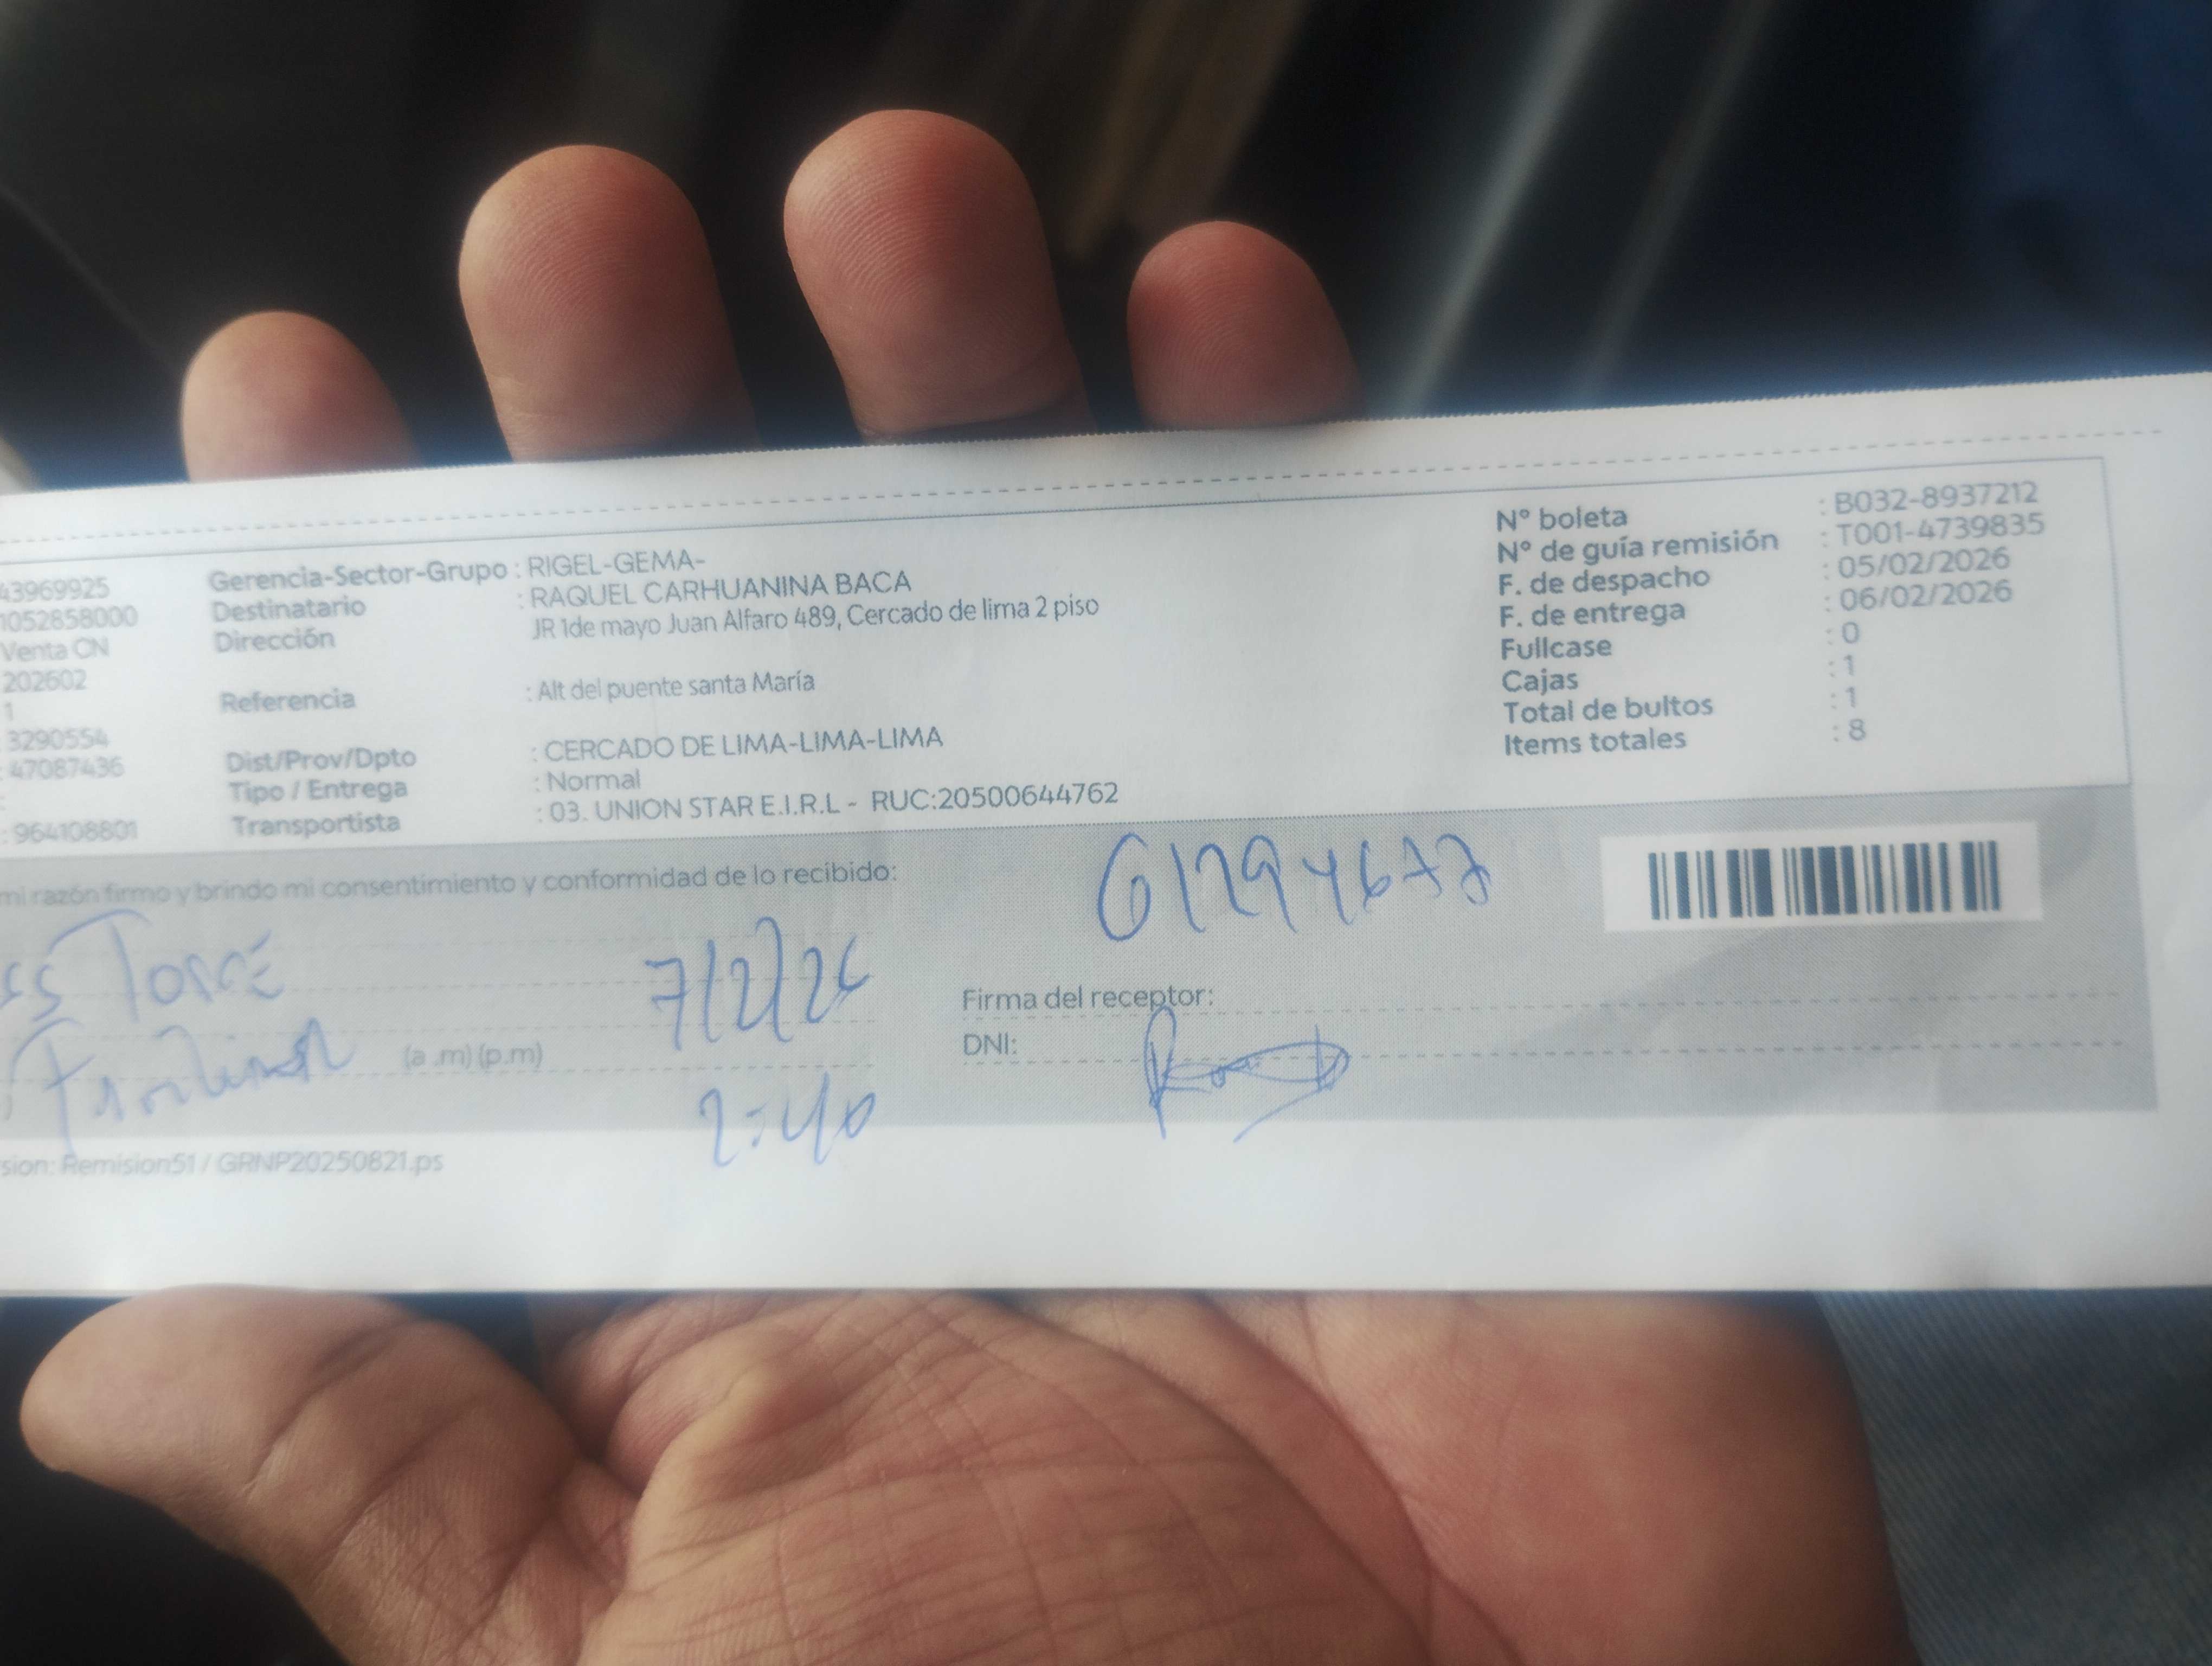 43969925
1052858000
Venta CN
202602
1
: 3290554
: 47087436
:
: 964108801
Gerencia-Sector-Grupo : RIGEL-GEMA-
Destinatario : RAQUEL CARHUANINA BACA
Dirección JR 1de mayo Juan Alfaro 489, Cercado de lima 2 piso
Referencia : Alt del puente santa María
Dist/Prov/Dpto : CERCADO DE LIMA-LIMA-LIMA
Tipo / Entrega : Normal
Transportista : 03. UNION STAR E.I.R.L - RUC:20500644762
N° boleta : B032-8937212
N° de guía remisión : T001-4739835
F. de despacho : 05/02/2026
F. de entrega : 06/02/2026
Fullcase : 0
Cajas : 1
Total de bultos : 1
Items totales : 8
mi razón firmo y brindo mi consentimiento y conformidad de lo recibido:
7/2/26
Firma del receptor:
(a .m) (p.m)
DNI:
2:40
sion: Remision51 / GRNP20250821.ps